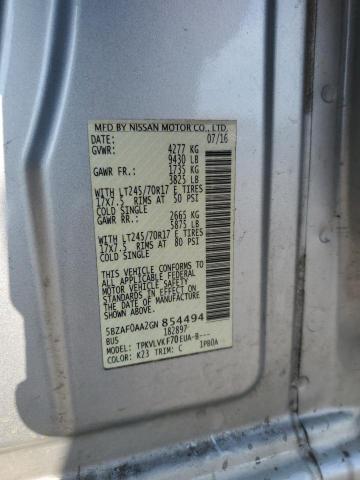 MFD BY NISSAN MOTOR CO., LTD.
DATE: 07/16
GVWR: 4277 KG
9430 LB
GAWR FR: 1735 KG
3825 LB
WITH LT245/70R17 E TIRES
17X7.5 RIMS AT 50 PSI
COLD SINGLE
GAWR RR: 2665 KG
5875 LB
WITH LT245/70R17 E TIRES
17X7.5 RIMS AT 80 PSI
COLD SINGLE
THIS VEHICLE CONFORMS TO
ALL APPLICABLE FEDERAL
MOTOR VEHICLE SAFETY
STANDARDS IN EFFECT ON
THE DATE OF MANUFACTURE
SHOWN ABOVE.
5BZAF0AA2GN 854494
BUS 182897
MODEL: TPKVLVKF70EUA-B---
COLOR: K23 TRIM: C IPB0A